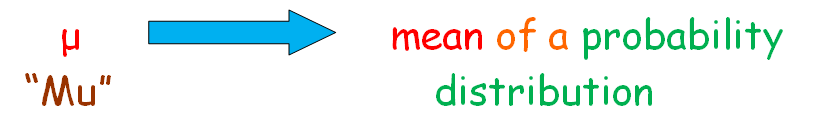 μ mean of a probability
“Mu” distribution